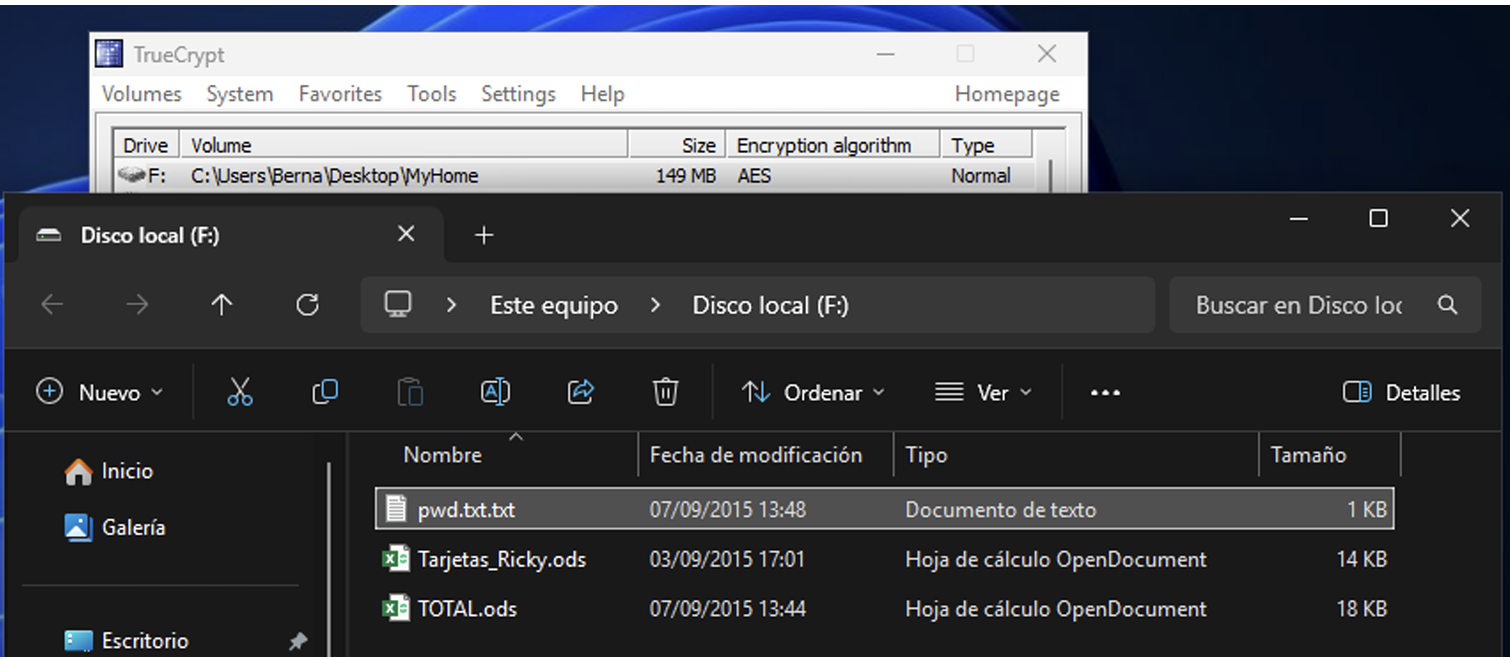 TrueCrypt
Volumes System Favorites Tools Settings Help Homepage
Drive Volume Size Encryption algorithm Type
F: C:\Users\Berna\Desktop\MyHome 149 MB AES Normal
Disco local (F:)
Este equipo > Disco local (F:) Buscar en Disco loc
Nuevo Ordenar Ver Detalles
Nombre Fecha de modificación Tipo Tamaño
Inicio
pwd.txt.txt 07/09/2015 13:48 Documento de texto 1 KB
Galería
Tarjetas_Ricky.ods 03/09/2015 17:01 Hoja de cálculo OpenDocument 14 KB
TOTAL.ods 07/09/2015 13:44 Hoja de cálculo OpenDocument 18 KB
Escritorio